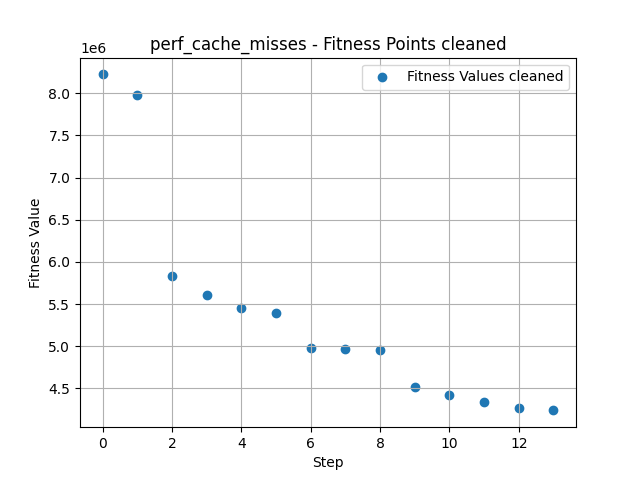 perf_cache_misses - Fitness Points cleaned
1e6
Fitness Values cleaned
8.0
7.5
7.0
6.5
6.0
5.5
5.0
4.5
Fitness Value
0 2 4 6 8 10 12
Step